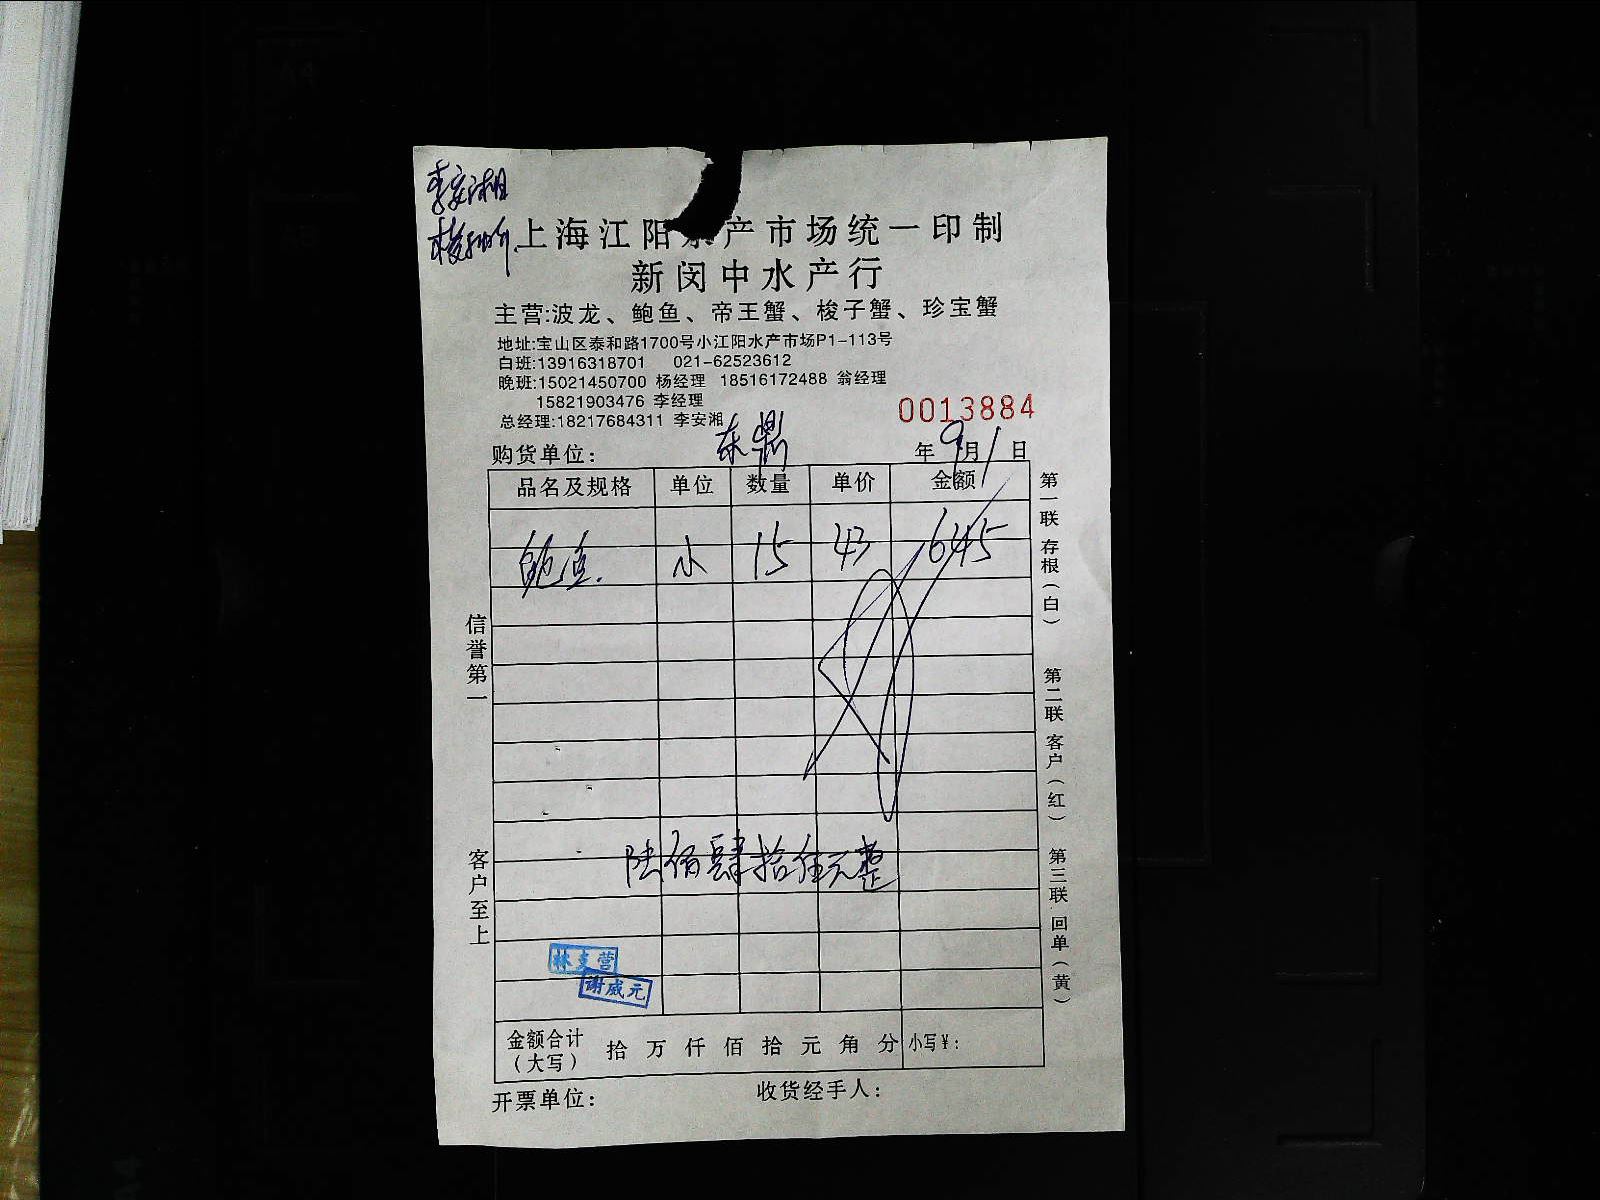 李安湘
上海江阳水产市场统一印制
新闵中水产行
主营:波龙、鲍鱼、帝王蟹、梭子蟹、珍宝蟹
地址:宝山区泰和路1700号小江阳水产市场P1-113号
白班:13916318701 021-62523612
晚班:15021450700 杨经理 18516172488 翁经理
15821903476 李经理
总经理:18217684311 李安湘
0013884
购货单位: 东鼎 年9月1日
品名及规格 单位 数量 单价 金额
鲍鱼. 小 15 43 645
陆佰肆拾伍元整
林支营
谢威元
金额合计(大写) 拾 万 仟 佰 拾 元 角 分 小写¥:
开票单位: 收货经手人:
信誉第一
客户至上
第一联 存根(白)
第二联 客户(红)
第三联 回单(黄)